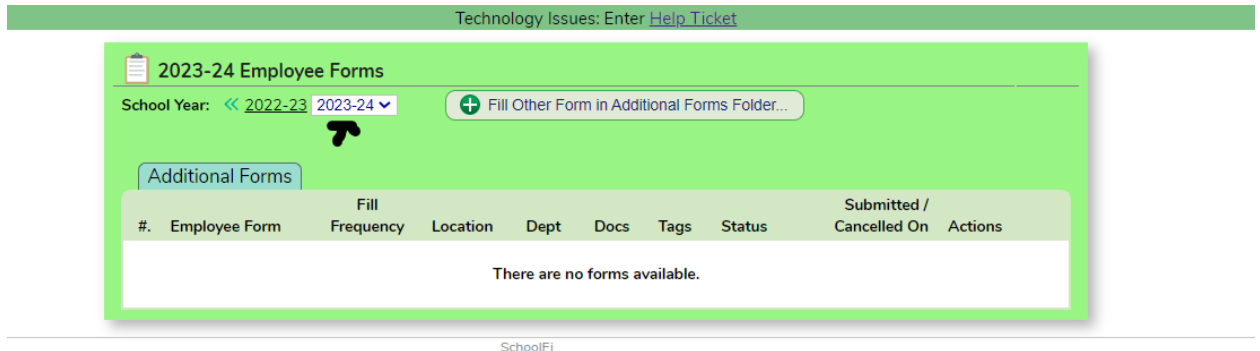 Technology Issues: Enter Help Ticket
2023-24 Employee Forms
School Year: « 2022-23 2023-24
Fill Other Form in Additional Forms Folder...
Additional Forms
#. Employee Form Fill Frequency Location Dept Docs Tags Status Submitted / Cancelled On Actions
There are no forms available.
SchoolFi